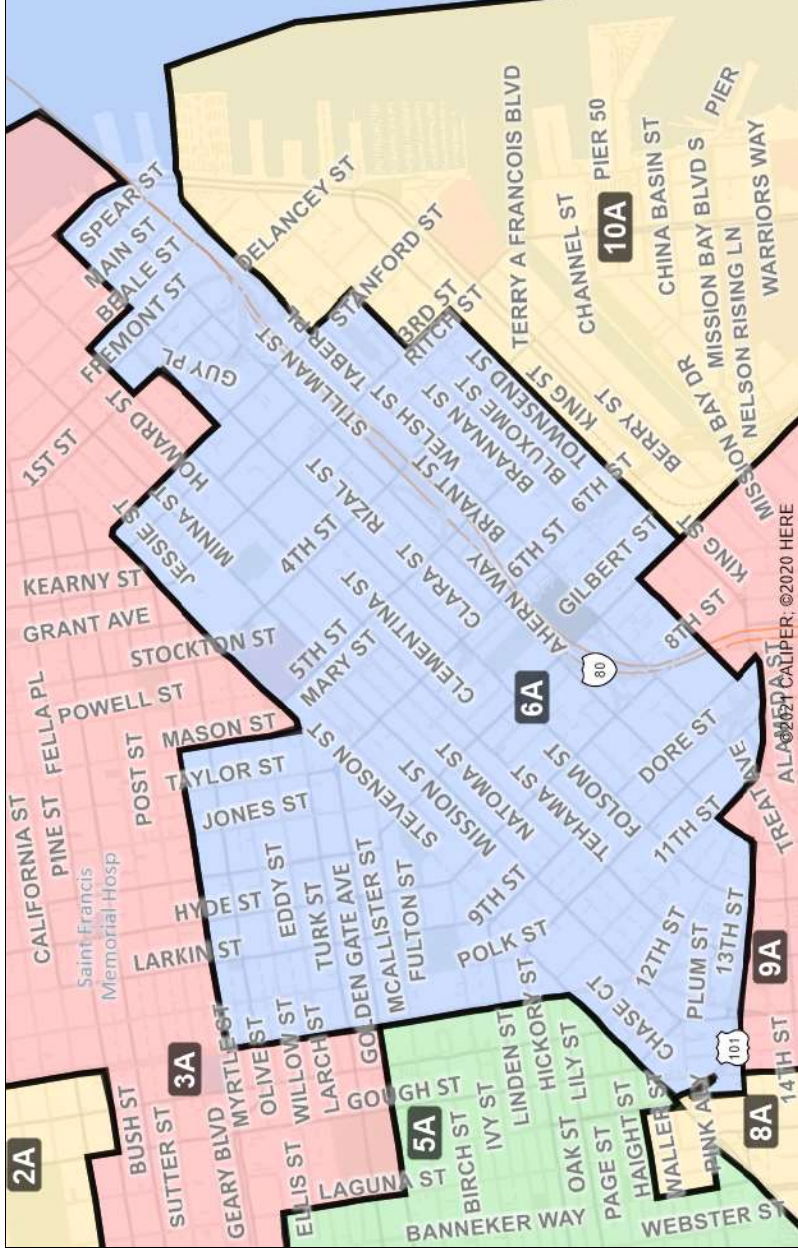 SPEAR ST
MAIN ST
BEALE ST
FREMONT ST
GUY PL
1ST ST
HOWARD ST
MINNA ST
JESSIE ST
DELANCEY ST
STANFORD ST
TABER PL
STILLMAN ST
3RD ST
RITCH ST
TERRY A FRANCOIS BLVD
PIER 50
CHANNEL ST
10A
CHINA BASIN ST
MISSION BAY BLVD S
PIER
NELSON RISING LN
WARRIORS WAY
MISSION BAY DR
MISSION
KEARNY ST
GRANT AVE
STOCKTON ST
POWELL ST
FELLA PL
MASON ST
POST ST
TAYLOR ST
JONES ST
CALIFORNIA ST
PINE ST
Saint Francis
Memorial Hosp
HYDE ST
LARKIN ST
EDDY ST
TURK ST
GOLDEN GATE AVE
MCALLISTER ST
FULTON ST
POLK ST
4TH ST
RIZAL ST
WELSH ST
BRYANT ST
BRANNAN ST
BLUXOME ST
TOWNSEND ST
KING ST
BERRY ST
6TH ST
6TH ST
GILBERT ST
AHERN WAY
CLARA ST
CLEMENTINA ST
5TH ST
MARY ST
STEVENSON ST
MISSION ST
NATOMA ST
TEHAMA ST
FOLSOM ST
6A
80
8TH ST
KING ST
DORE ST
11TH ST
9TH ST
12TH ST
PLUM ST
13TH ST
CHASE CT
TREAT AVE
ALAMEDA ST
©2021 CALIPER; ©2020 HERE
9A
101
14TH ST
8A
PINK ALY
WALLER ST
HAIGHT ST
PAGE ST
OAK ST
LILY ST
HICKORY ST
LINDEN ST
IVY ST
BIRCH ST
5A
GOUGH ST
LAGUNA ST
BANNEKER WAY
WEBSTER ST
3A
MYRTLE ST
OLIVE ST
WILLOW ST
LARCH ST
ELLIS ST
GEARY BLVD
SUTTER ST
BUSH ST
2A